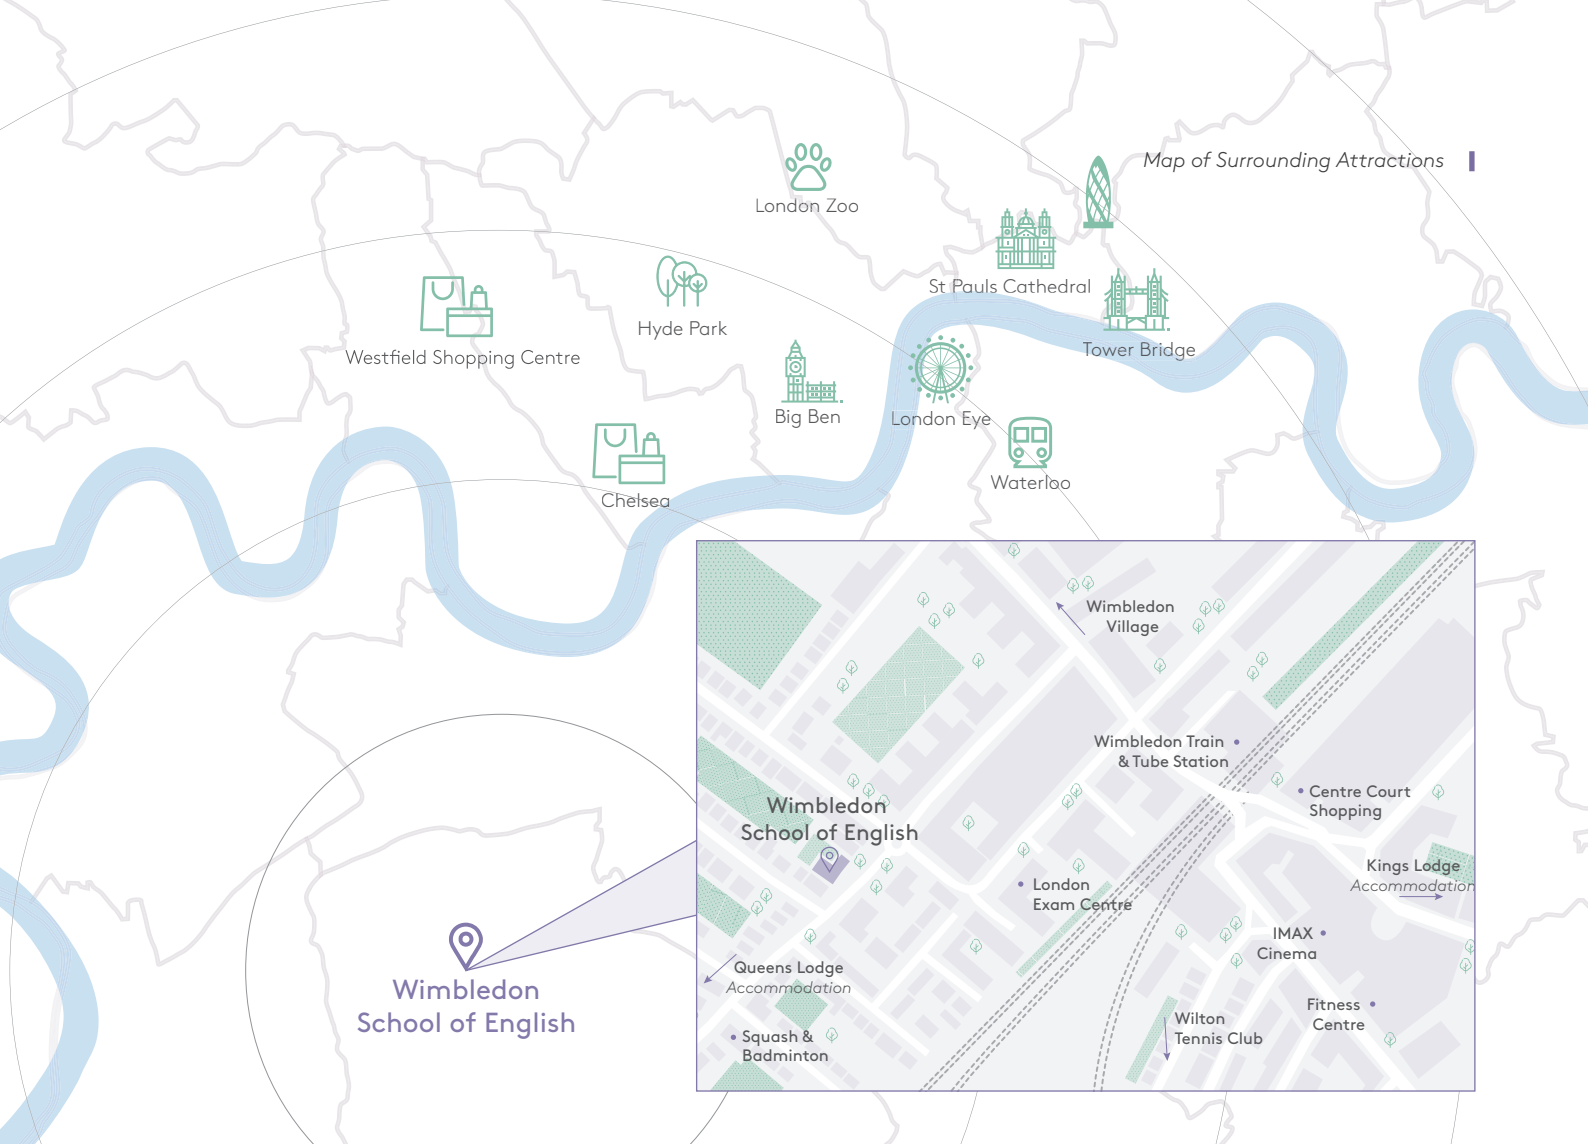 Map of Surrounding Attractions
London Zoo
St Pauls Cathedral
Hyde Park
Westfield Shopping Centre
Tower Bridge
Big Ben
London Eye
Waterloo
Chelsea
Wimbledon
Village
Wimbledon Train
& Tube Station
Centre Court
Shopping
Wimbledon
School of English
Kings Lodge
Accommodation
London
Exam Centre
IMAX
Cinema
Queens Lodge
Accommodation
Fitness
Centre
Wilton
Tennis Club
Squash &
Badminton
Wimbledon
School of English